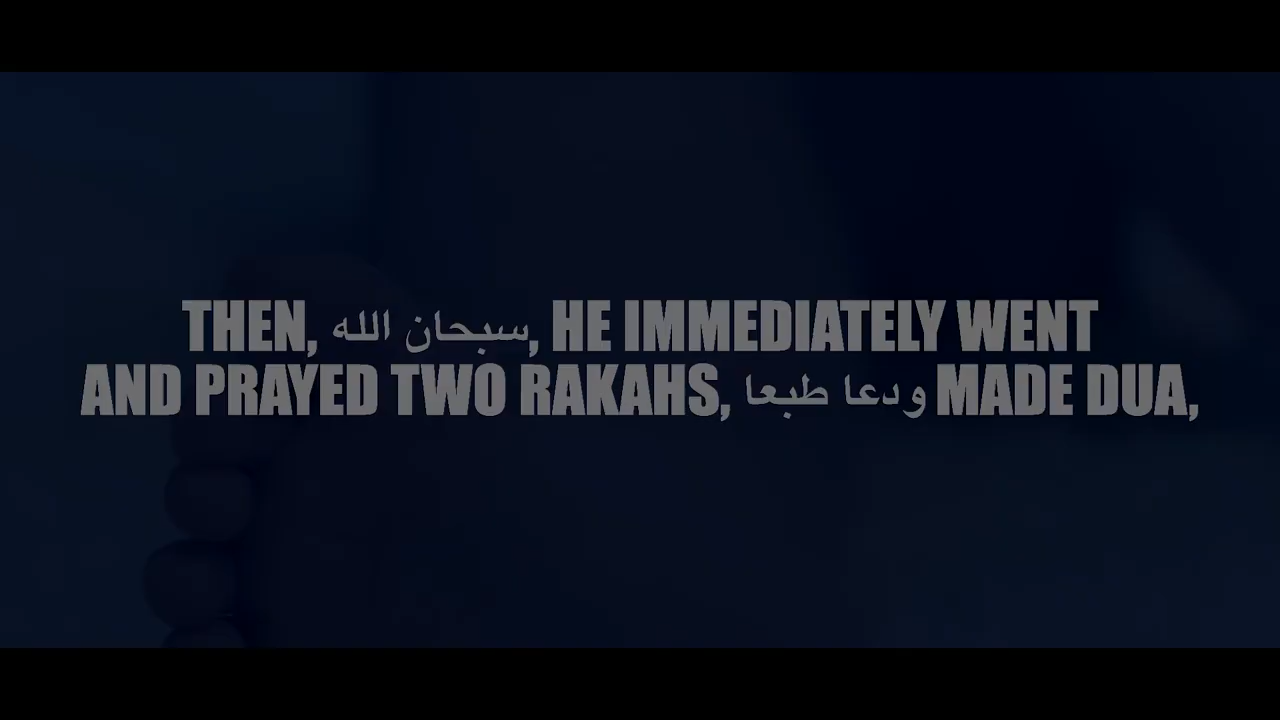 THEN, سبحان الله, HE IMMEDIATELY WENT
AND PRAYED TWO RAKAHS, ودعا طبعا MADE DUA,